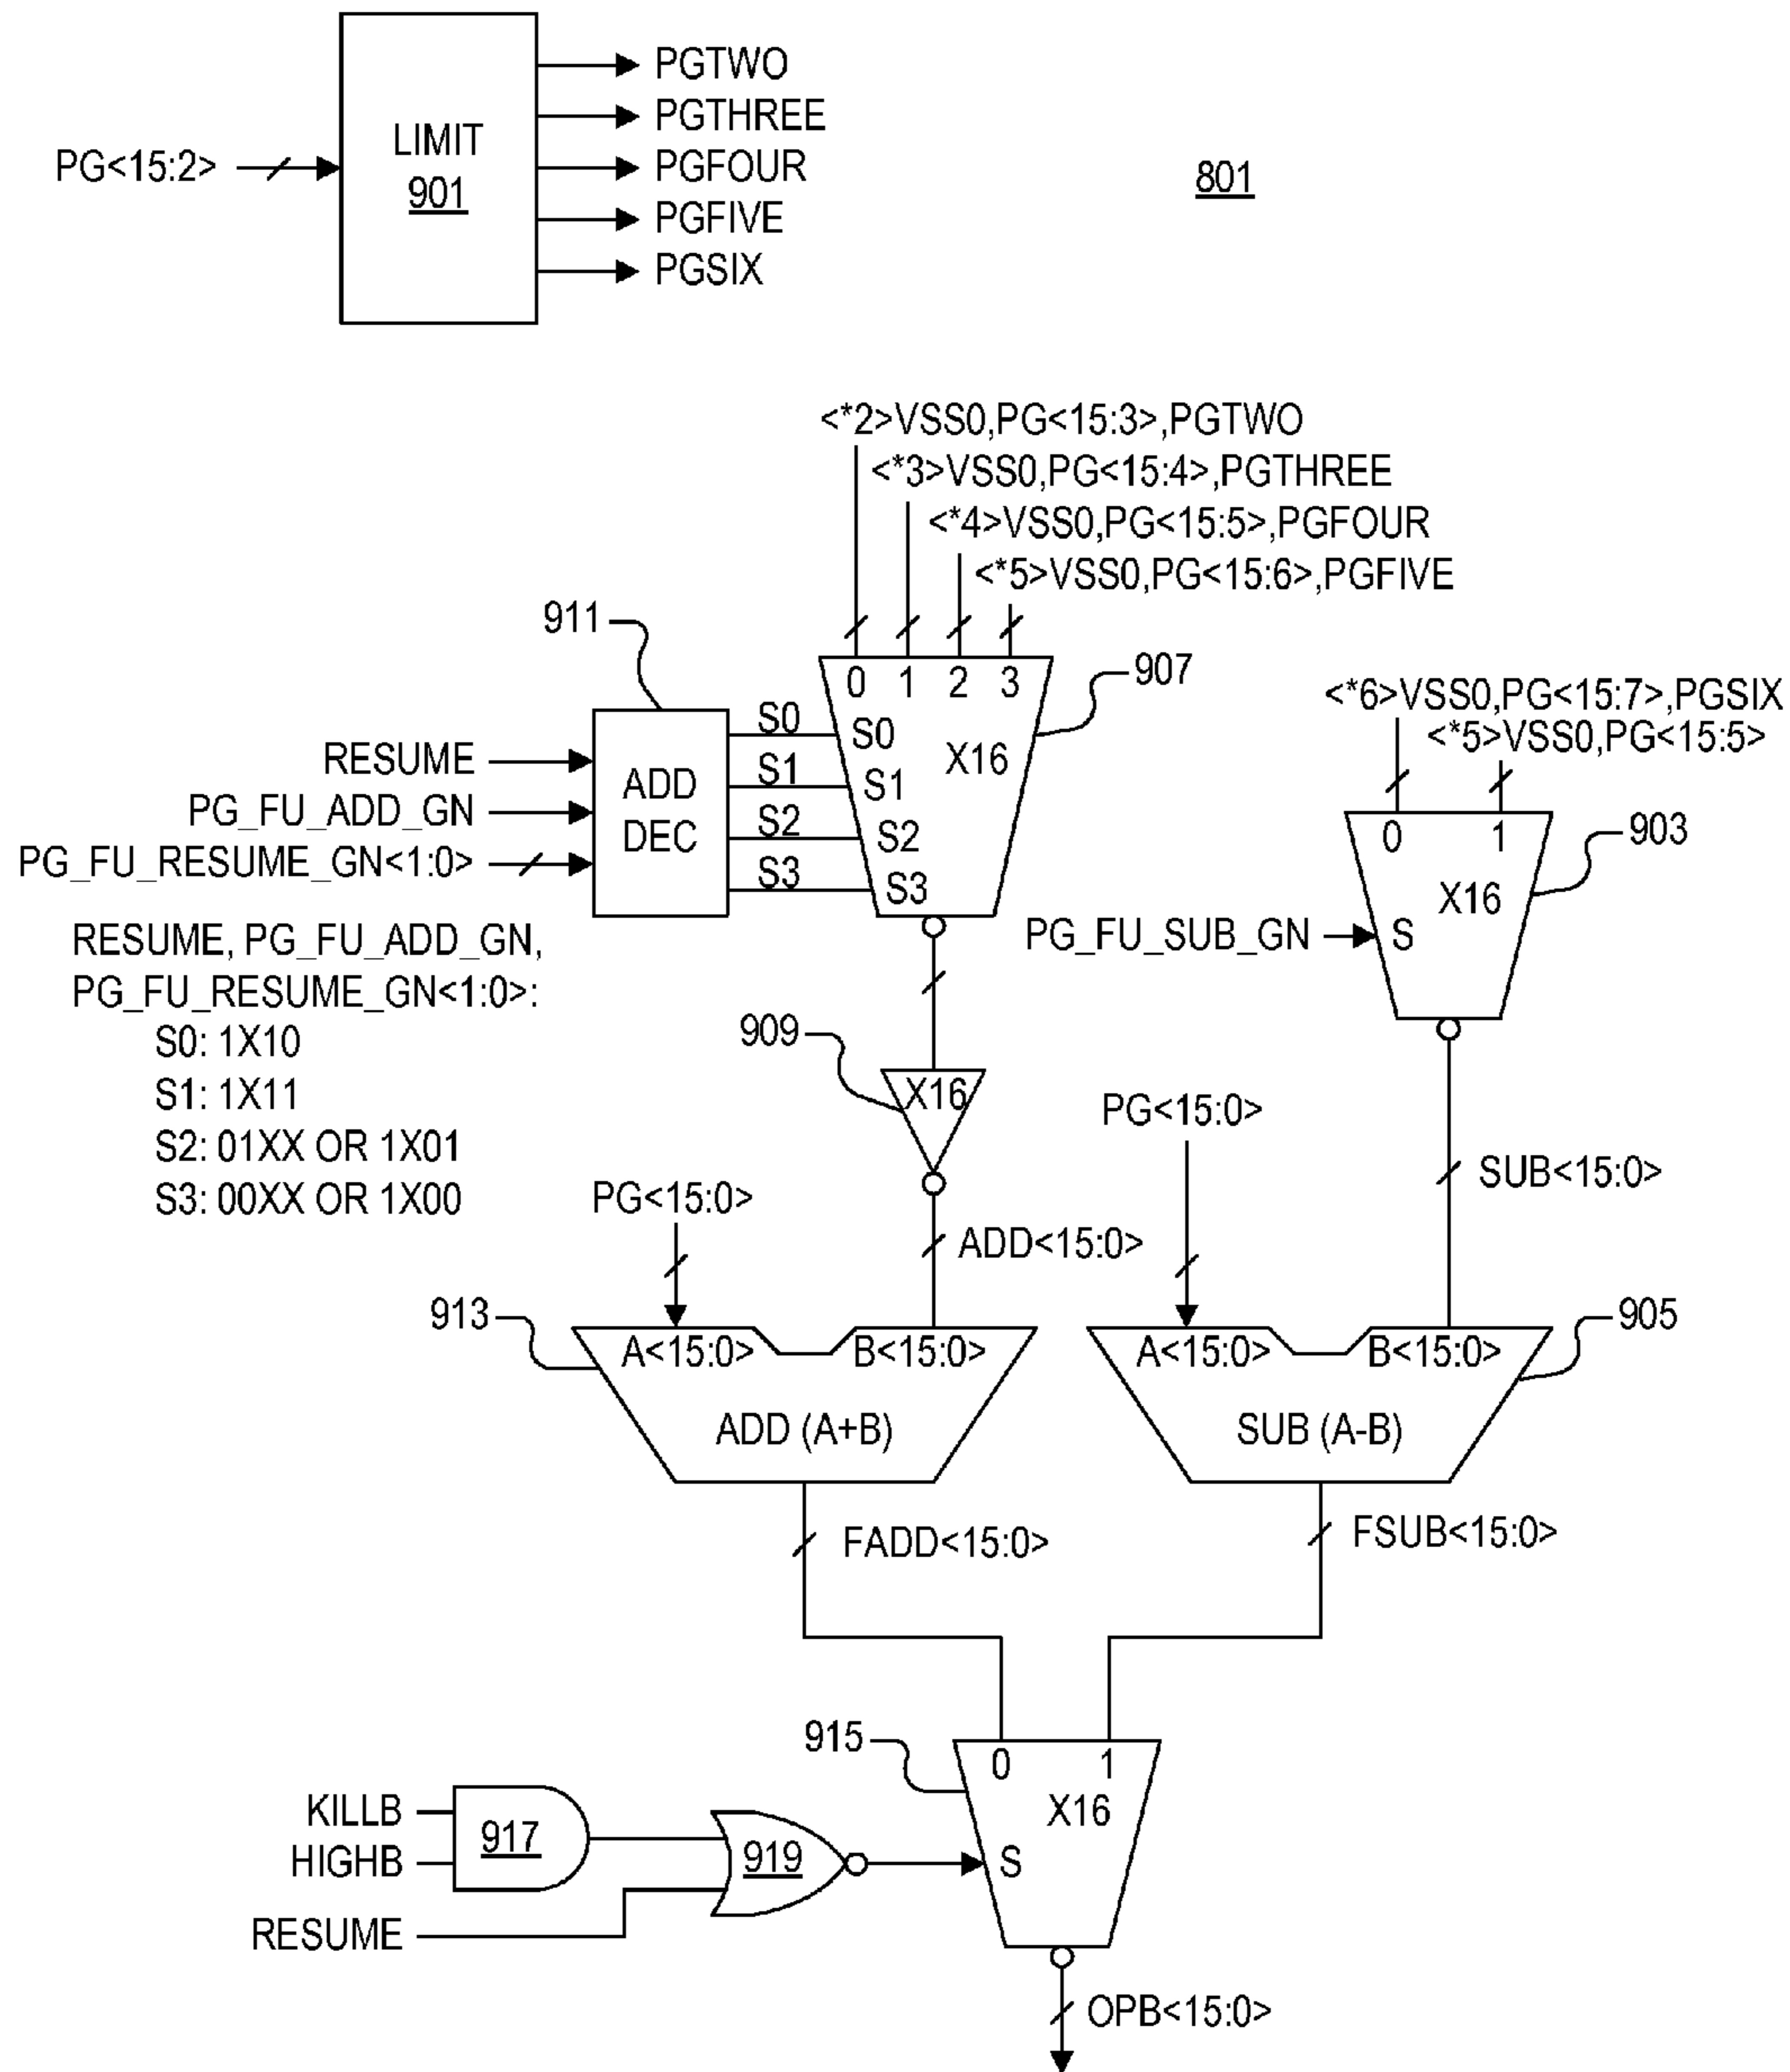 PGTWO
PGTHREE
PG<15:2>
LIMIT
901
PGFOUR
PGFIVE
PGSIX
801
<*2>VSS0,PG<15:3>,PGTWO
<*3>VSS0,PG<15:4>,PGTHREE
<*4>VSS0,PG<15:5>,PGFOUR
<*5>VSS0,PG<15:6>,PGFIVE
911
907
0 1 2 3
<*6>VSS0,PG<15:7>,PGSIX
<*5>VSS0,PG<15:5>
RESUME
PG_FU_ADD_GN
PG_FU_RESUME_GN<1:0>
ADD
DEC
S0 S0
S1 S1
S2 S2
S3 S3
X16
0 1
903
X16
PG_FU_SUB_GN
S
RESUME, PG_FU_ADD_GN,
PG_FU_RESUME_GN<1:0>:
S0: 1X10
S1: 1X11
S2: 01XX OR 1X01
S3: 00XX OR 1X00
909
X16
PG<15:0>
PG<15:0>
SUB<15:0>
ADD<15:0>
913
A<15:0> B<15:0>
ADD (A+B)
A<15:0> B<15:0>
905
SUB (A-B)
FADD<15:0>
FSUB<15:0>
915
0 1
X16
KILLB
HIGHB
917
919
S
RESUME
OPB<15:0>